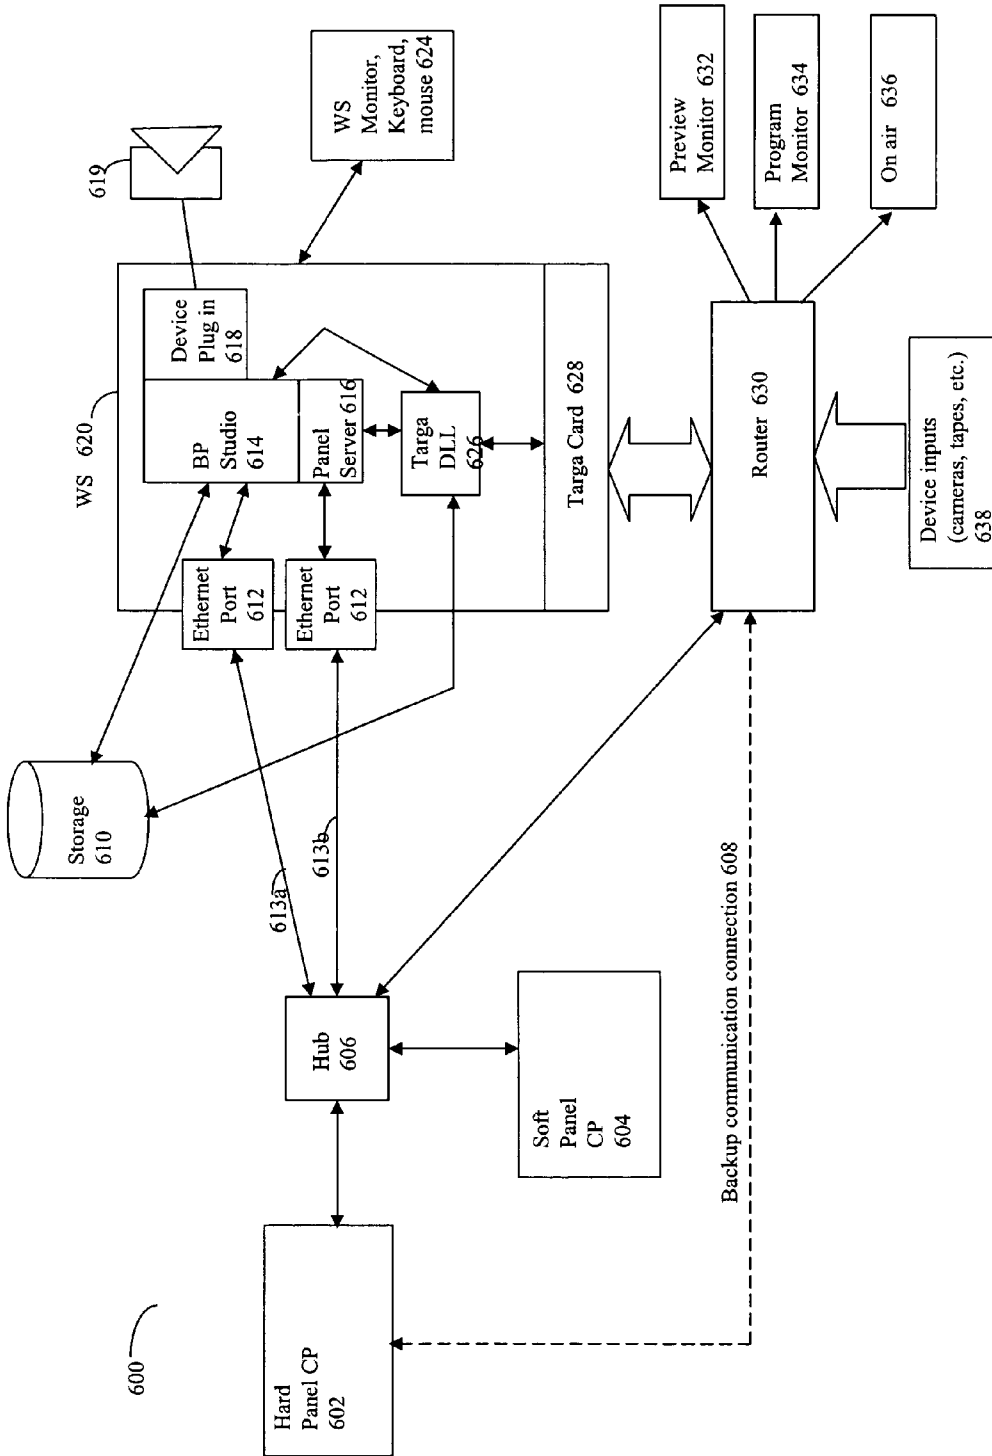 600
Hard
Panel CP
602
Hub
606
Soft
Panel
CP
604
Backup communication connection 608
Storage
610
613a
613b
WS 620
Ethernet
Port
612
Ethernet
Port
612
BP
Studio
614
Device
Plug in
618
Panel
Server 616
Targa
DLL
626
Targa Card 628
619
WS
Monitor,
Keyboard,
mouse 624
Router 630
Preview
Monitor 632
Program
Monitor 634
On air 636
Device inputs
(cameras, tapes, etc.)
638